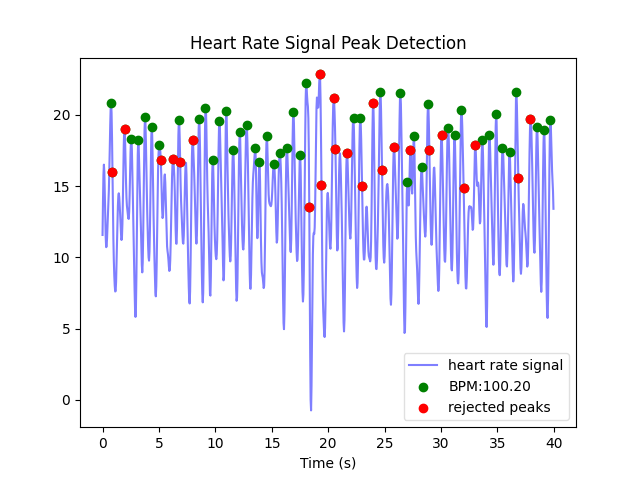 Heart Rate Signal Peak Detection
20
15
10
5
0
heart rate signal
BPM:100.20
rejected peaks
0 5 10 15 20 25 30 35 40
Time (s)